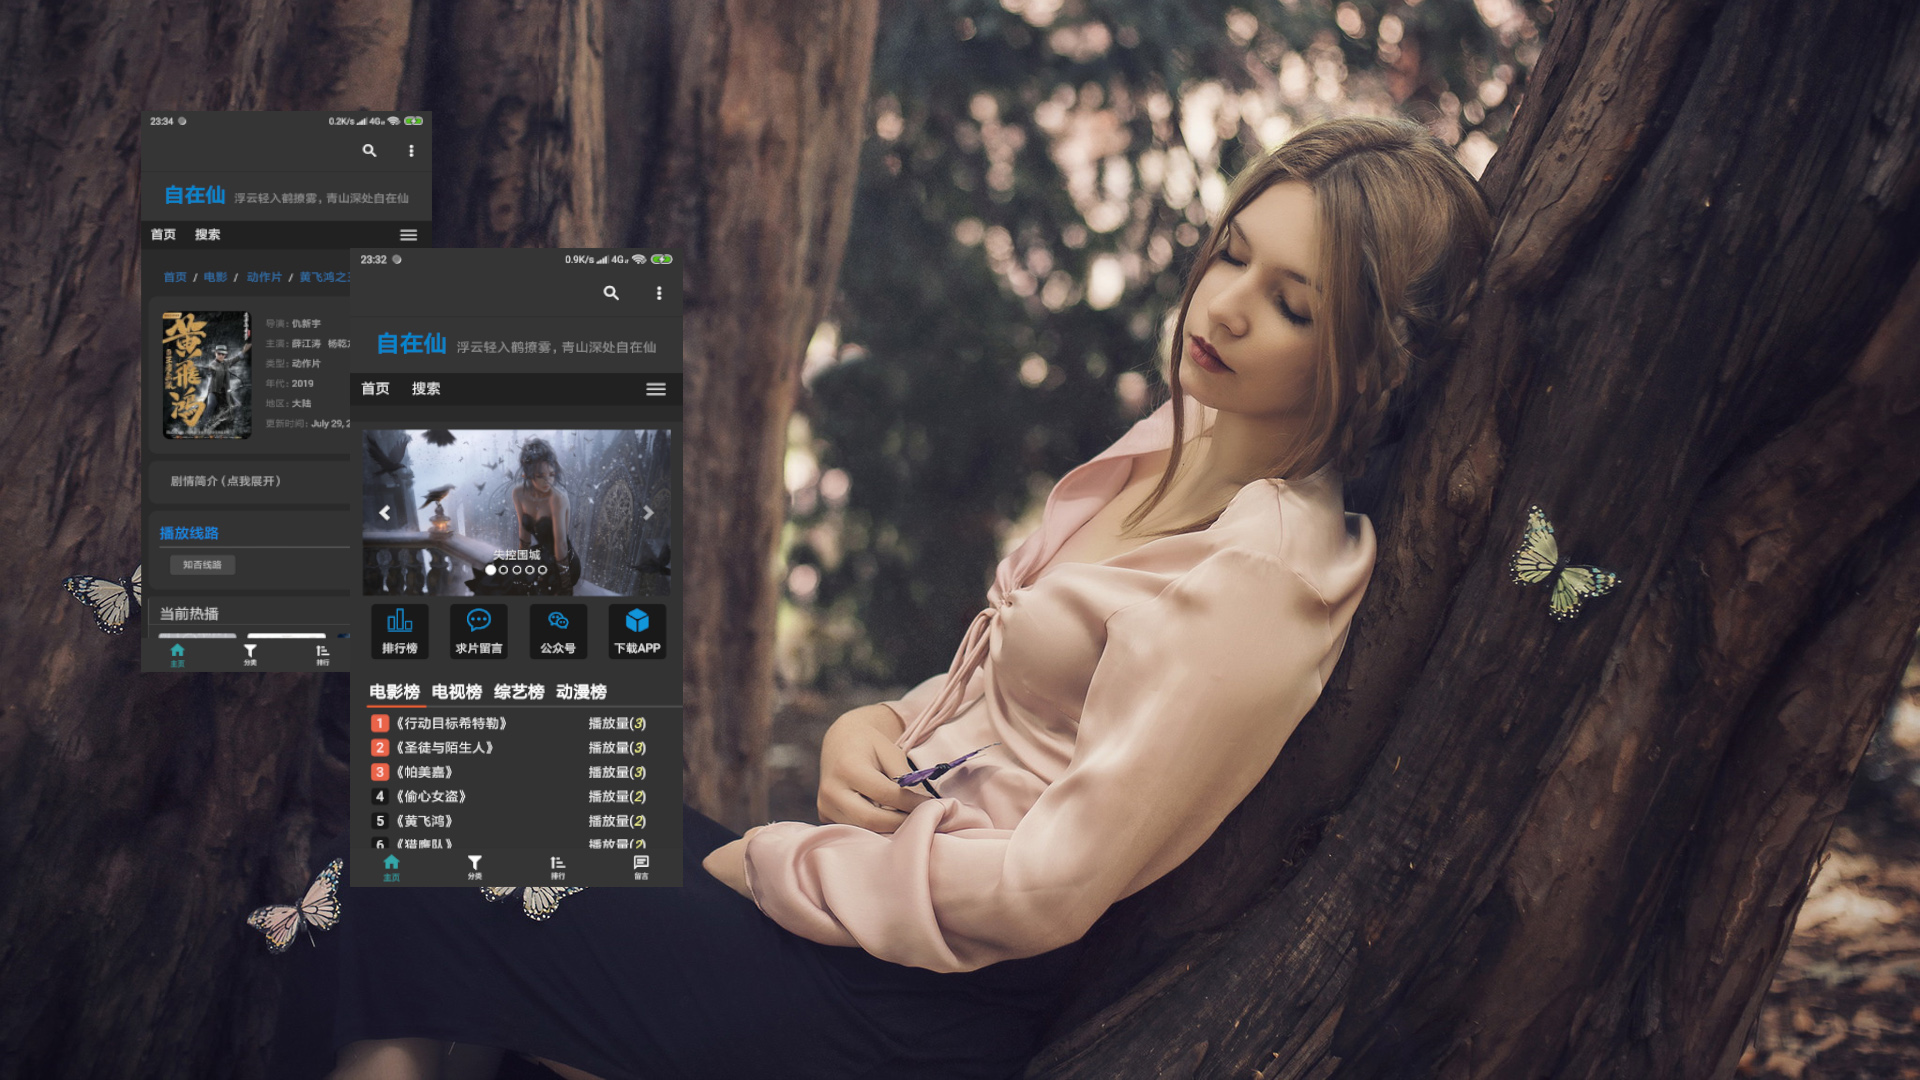 23:34
0.2K/s 4G
自在仙 浮云轻入鹤撩雾，青山深处自在仙
首页 搜索
首页 / 电影 / 动作片 / 黄飞鸿之
黄飞鸿
导演：仇新宇
主演：薛江涛 杨乾
类型：动作片
年代：2019
地区：大陆
更新时间：July 29, 2
剧情简介（点我展开）
播放线路
知否线路
当前热播
主页 分类 排行
23:32
0.9K/s 4G
自在仙 浮云轻入鹤撩雾，青山深处自在仙
首页 搜索
失控围城
排行榜 求片留言 公众号 下载APP
电影榜 电视榜 综艺榜 动漫榜
1 《行动目标希特勒》 播放量(3)
2 《圣徒与陌生人》 播放量(3)
3 《帕美嘉》 播放量(3)
4 《偷心女盗》 播放量(2)
5 《黄飞鸿》 播放量(2)
6 《猎鹰队》 播放量(2)
主页 分类 排行 留言